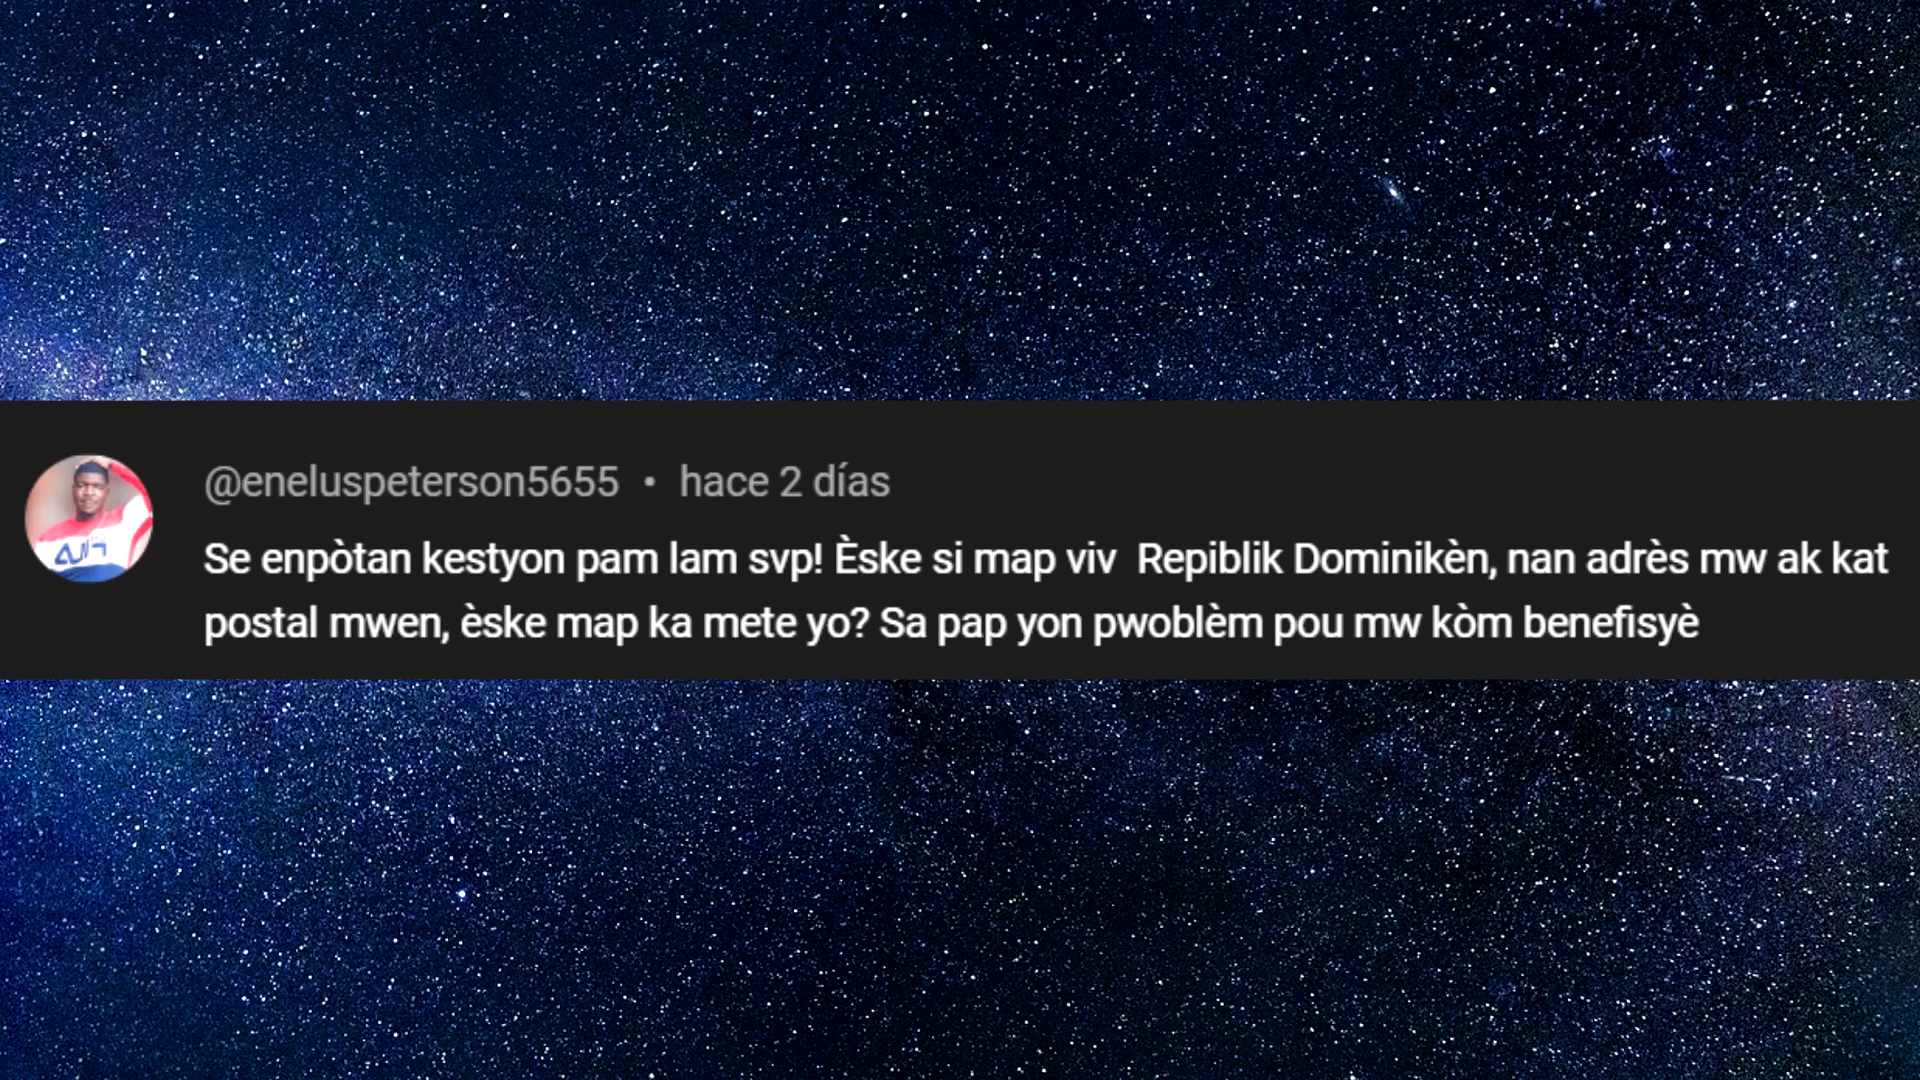 @eneluspeterson5655 • hace 2 días
Se enpòtan kestyon pam lam svp! Èske si map viv  Repiblik Dominikèn, nan adrès mw ak kat
postal mwen, èske map ka mete yo? Sa pap yon pwoblèm pou mw kòm benefisyè